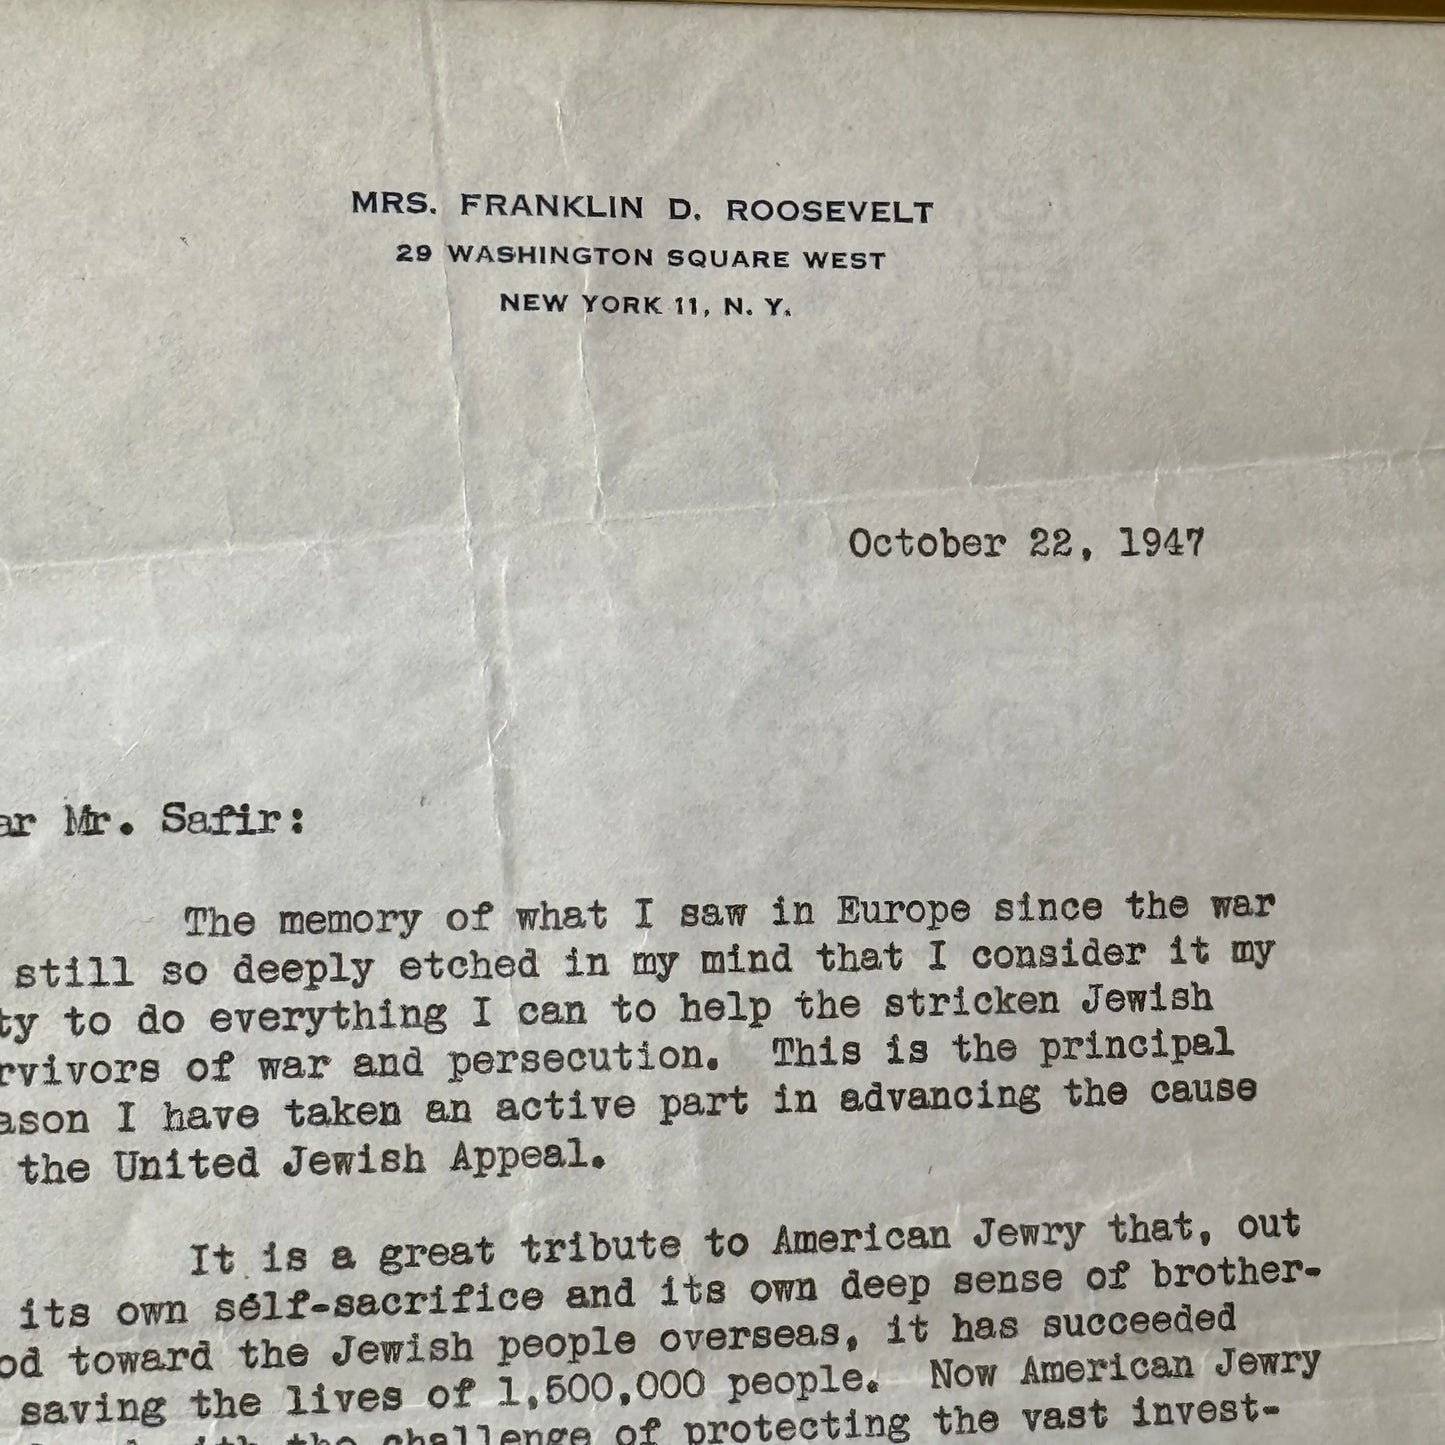 MRS. FRANKLIN D. ROOSEVELT
29 WASHINGTON SQUARE WEST
NEW YORK 11, N. Y.
October 22, 1947
ar Mr. Safir:
The memory of what I saw in Europe since the war
still so deeply etched in my mind that I consider it my
ty to do everything I can to help the stricken Jewish
rvivors of war and persecution. This is the principal
ason I have taken an active part in advancing the cause
the United Jewish Appeal.
It is a great tribute to American Jewry that, out
its own self-sacrifice and its own deep sense of brother-
od toward the Jewish people overseas, it has succeeded
saving the lives of 1,500,000 people. Now American Jewry
with the challenge of protecting the vast invest-